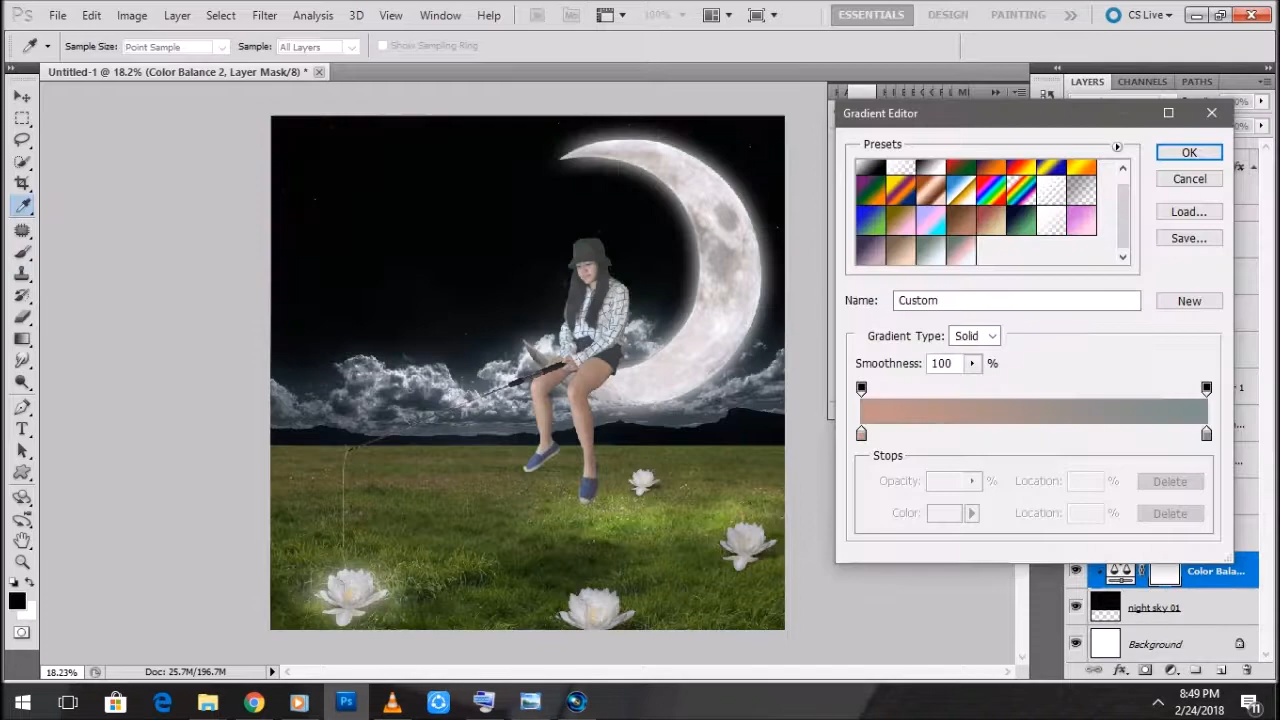 Ps File Edit Image Layer Select Filter Analysis 3D View Window Help 100% ESSENTIALS DESIGN PAINTING CS Live
Sample Size: Point Sample Sample: All Layers Show Sampling Ring
Untitled-1 @ 18.2% (Color Balance 2, Layer Mask/8) *
LAYERS CHANNELS PATHS
Gradient Editor
Presets
OK
Cancel
Load...
Save...
Name: Custom New
Gradient Type: Solid
Smoothness: 100 %
Stops
Opacity: % Location: % Delete
Color: Location: % Delete
Color Bala...
night sky 01
Background
18.23% Doc: 25.7M/196.7M
8:49 PM
2/24/2018